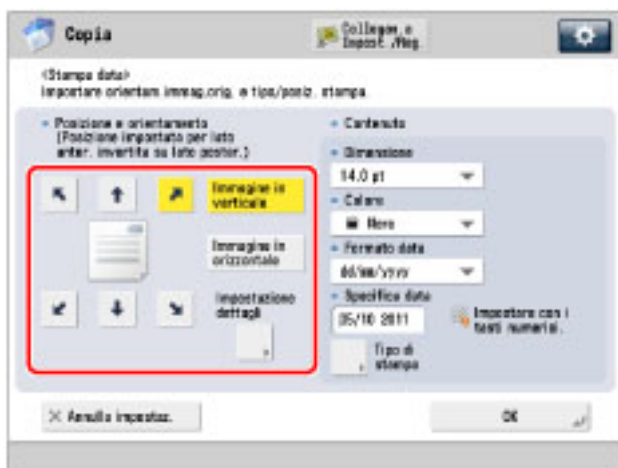 Copia
Collegam. a
Impost./Reg.
<Stampa data>
Impostare orientam immag.orig. e tipo/posiz. stampa.
Posizione e orientamento
(Posizione impostata per lato
anter. invertita su lato poster.)
Immagine in
verticale
Immagine in
orizzontale
Impostazione
dettagli
Contenuto
Dimensione
14.0 pt
Colore
Nero
Formato data
dd/mm/yyyy
Specifica data
05/10 2011
Impostare con i
tasti numerici.
Tipo di
stampa
Annulla impostaz.
OK